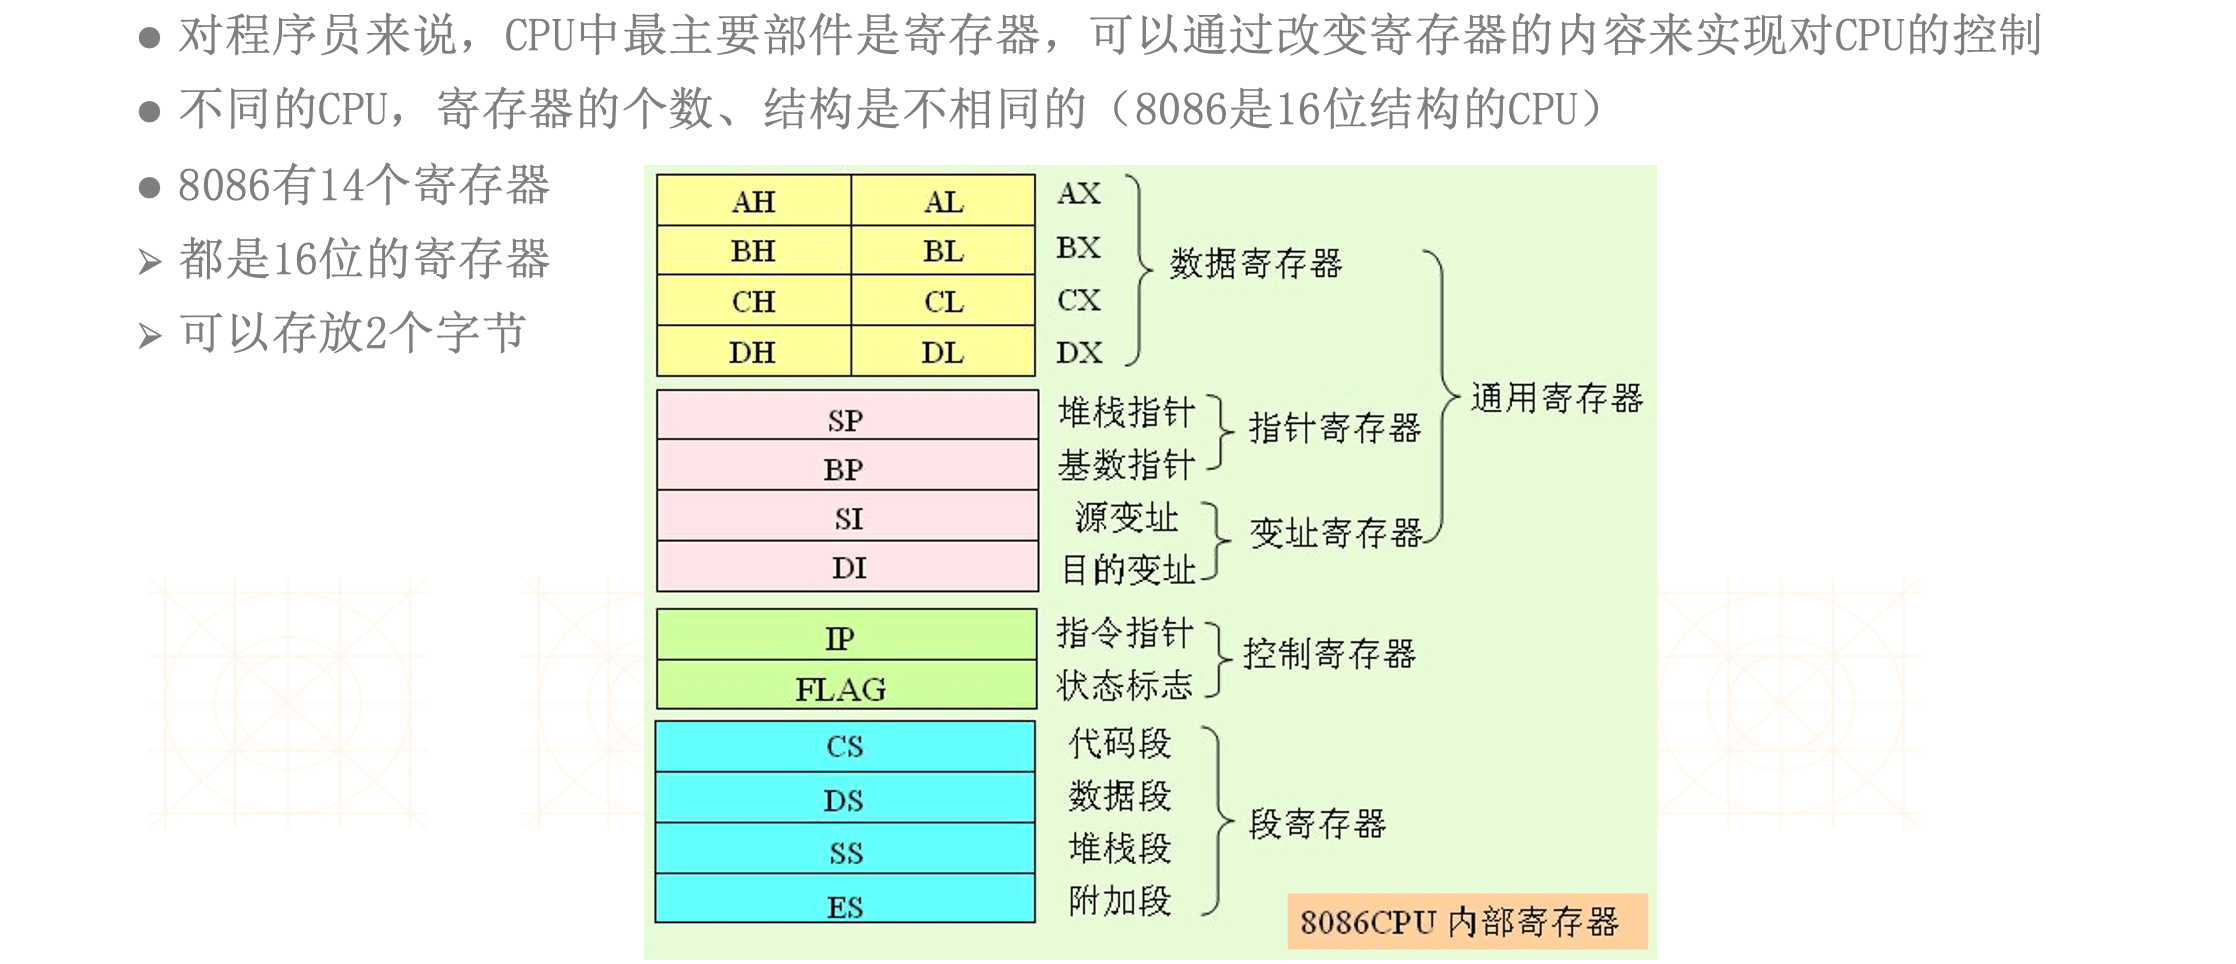 对程序员来说，CPU中最主要部件是寄存器，可以通过改变寄存器的内容来实现对CPU的控制
不同的CPU，寄存器的个数、结构是不相同的（8086是16位结构的CPU）
8086有14个寄存器
都是16位的寄存器
可以存放2个字节
AH AL AX
BH BL BX
数据寄存器
CH CL CX
DH DL DX
SP 堆栈指针
指针寄存器
BP 基数指针
通用寄存器
SI 源变址
变址寄存器
DI 目的变址
IP 指令指针
控制寄存器
FLAG 状态标志
CS 代码段
DS 数据段
段寄存器
SS 堆栈段
ES 附加段
8086CPU 内部寄存器